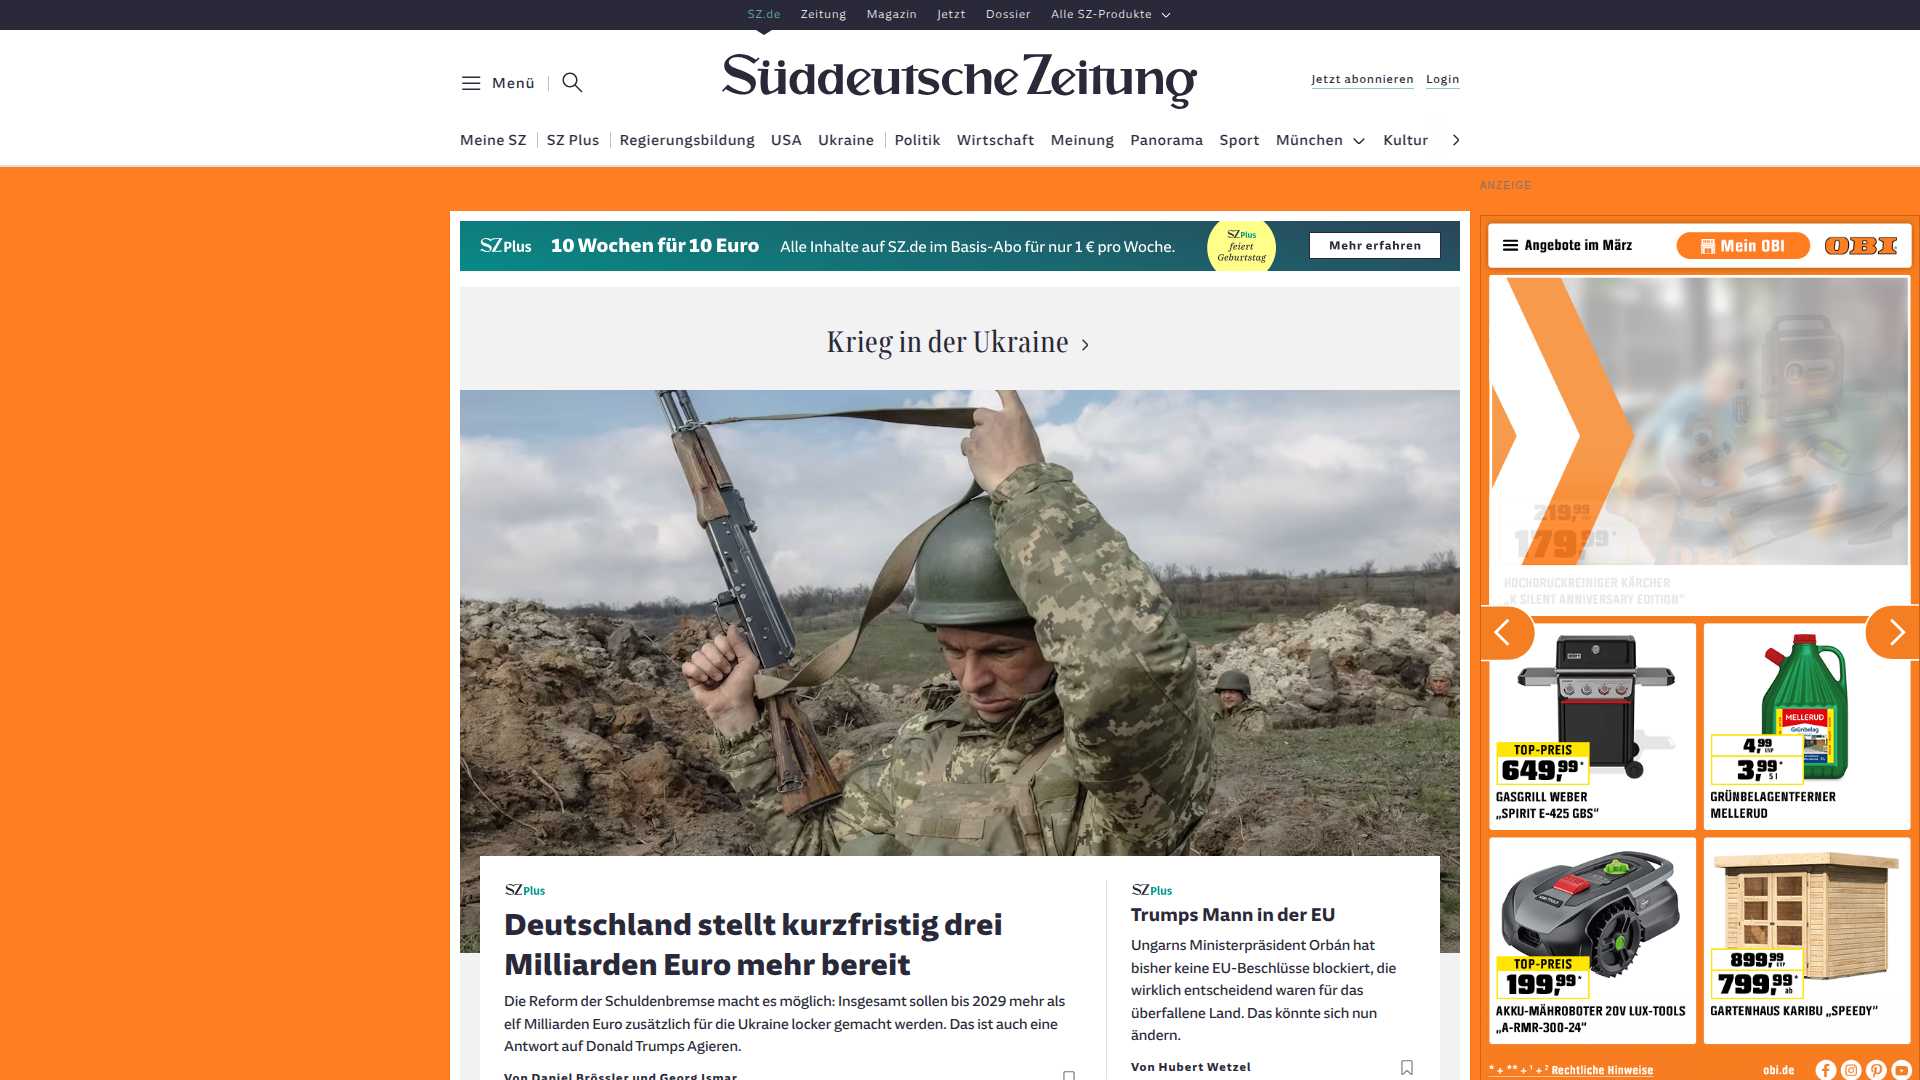 SZ.de Zeitung Magazin Jetzt Dossier Alle SZ-Produkte
Menü
Süddeutsche Zeitung
Jetzt abonnieren Login
Meine SZ SZ Plus Regierungsbildung USA Ukraine Politik Wirtschaft Meinung Panorama Sport München Kultur
ANZEIGE
SZ Plus 10 Wochen für 10 Euro Alle Inhalte auf SZ.de im Basis-Abo für nur 1 € pro Woche.
SZ Plus
feiert
Geburtstag
Mehr erfahren
Krieg in der Ukraine
SZ Plus
Deutschland stellt kurzfristig drei
Milliarden Euro mehr bereit
Die Reform der Schuldenbremse macht es möglich: Insgesamt sollen bis 2029 mehr als
elf Milliarden Euro zusätzlich für die Ukraine locker gemacht werden. Das ist auch eine
Antwort auf Donald Trumps Agieren.
Von Daniel Brössler und Georg Ismar
SZ Plus
Trumps Mann in der EU
Ungarns Ministerpräsident Orbán hat
bisher keine EU-Beschlüsse blockiert, die
wirklich entscheidend waren für das
überfallene Land. Das könnte sich nun
ändern.
Von Hubert Wetzel
Angebote im März
Mein OBI
OBI
219,99
179,99*
HOCHDRUCKREINIGER KÄRCHER
„K SILENT ANNIVERSARY EDITION“
TOP-PREIS
649,99*
GASGRILL WEBER
„SPIRIT E-425 GBS“
MELLERUD
Grünbelag
4,99 UVP
3,99*
5 l
GRÜNBELAGENTFERNER
MELLERUD
TOP-PREIS
199,99*
AKKU-MÄHROBOTER 20V LUX-TOOLS
„A-RMR-300-24“
899,99 UVP
799,99*
ab
GARTENHAUS KARIBU „SPEEDY“
* + ** + ¹ + ² Rechtliche Hinweise
obi.de